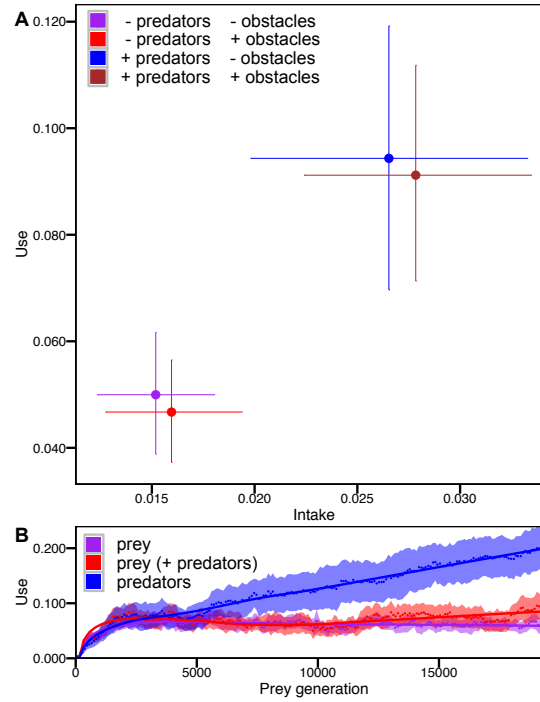 A
- predators - obstacles
- predators + obstacles
+ predators - obstacles
+ predators + obstacles
0.120
0.100
0.080
0.060
0.040
Use
0.015 0.020 0.025 0.030
Intake
B
prey
prey (+ predators)
predators
0.200
0.100
0.000
Use
0 5000 10000 15000
Prey generation